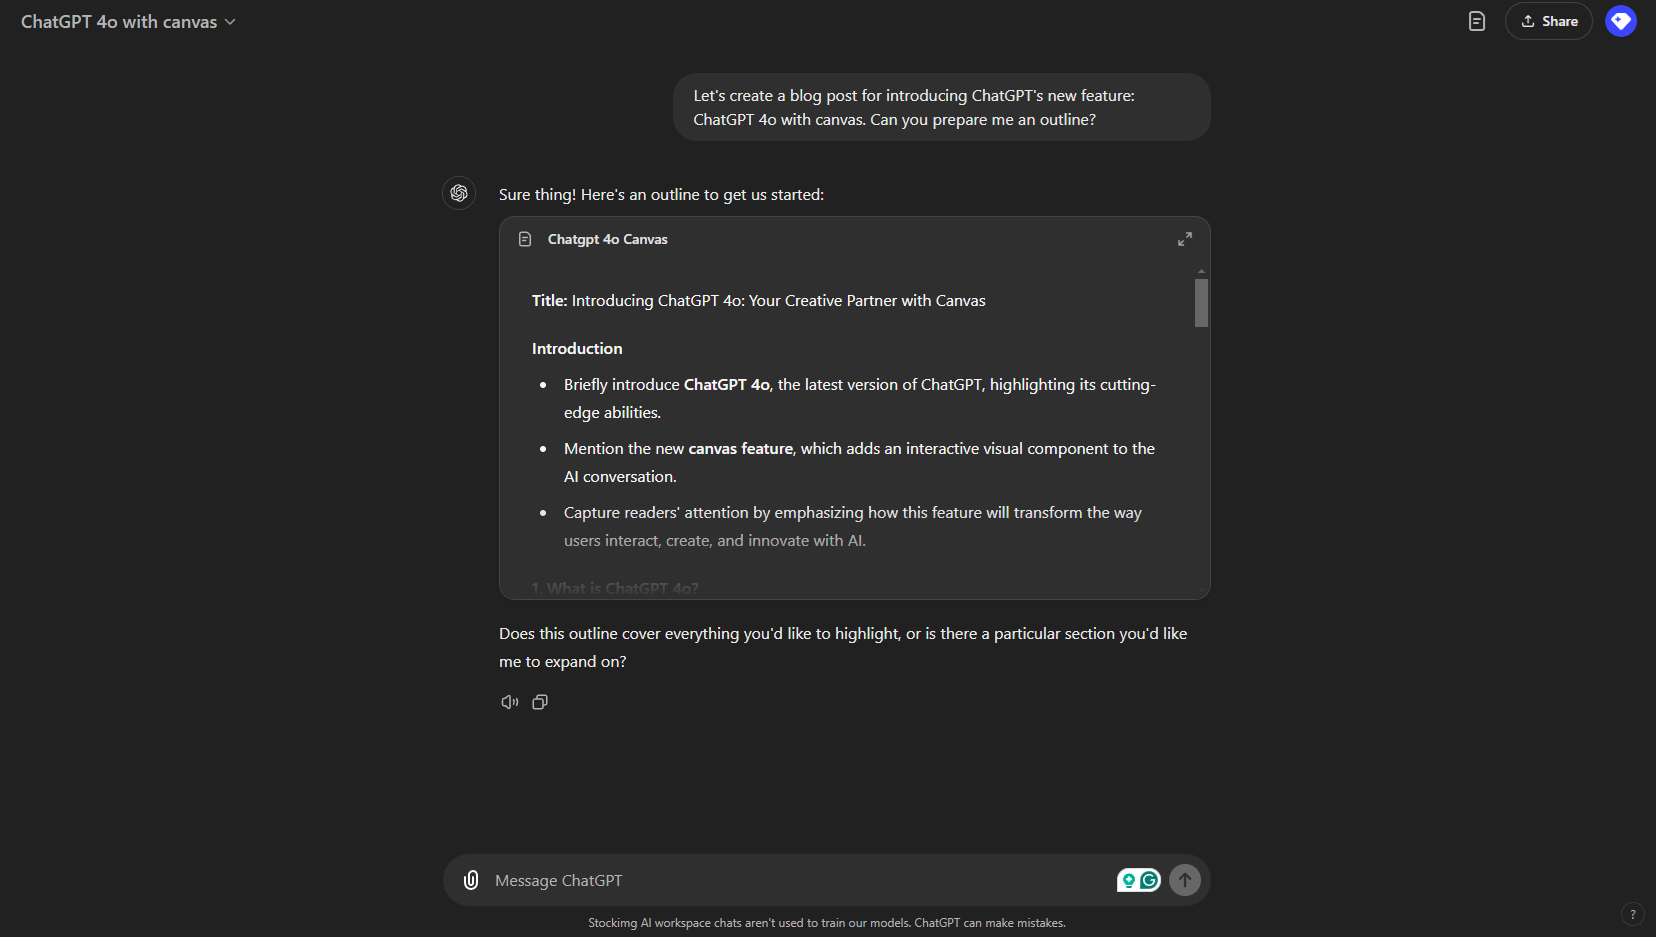 ChatGPT 4o with canvas
Share
Let's create a blog post for introducing ChatGPT's new feature:
ChatGPT 4o with canvas. Can you prepare me an outline?
Sure thing! Here's an outline to get us started:
Chatgpt 4o Canvas
Title: Introducing ChatGPT 4o: Your Creative Partner with Canvas
Introduction
Briefly introduce ChatGPT 4o, the latest version of ChatGPT, highlighting its cutting-
edge abilities.
Mention the new canvas feature, which adds an interactive visual component to the
AI conversation.
Capture readers' attention by emphasizing how this feature will transform the way
users interact, create, and innovate with AI.
1. What is ChatGPT 4o?
Does this outline cover everything you'd like to highlight, or is there a particular section you'd like
me to expand on?
Message ChatGPT
Stockimg AI workspace chats aren't used to train our models. ChatGPT can make mistakes.
?